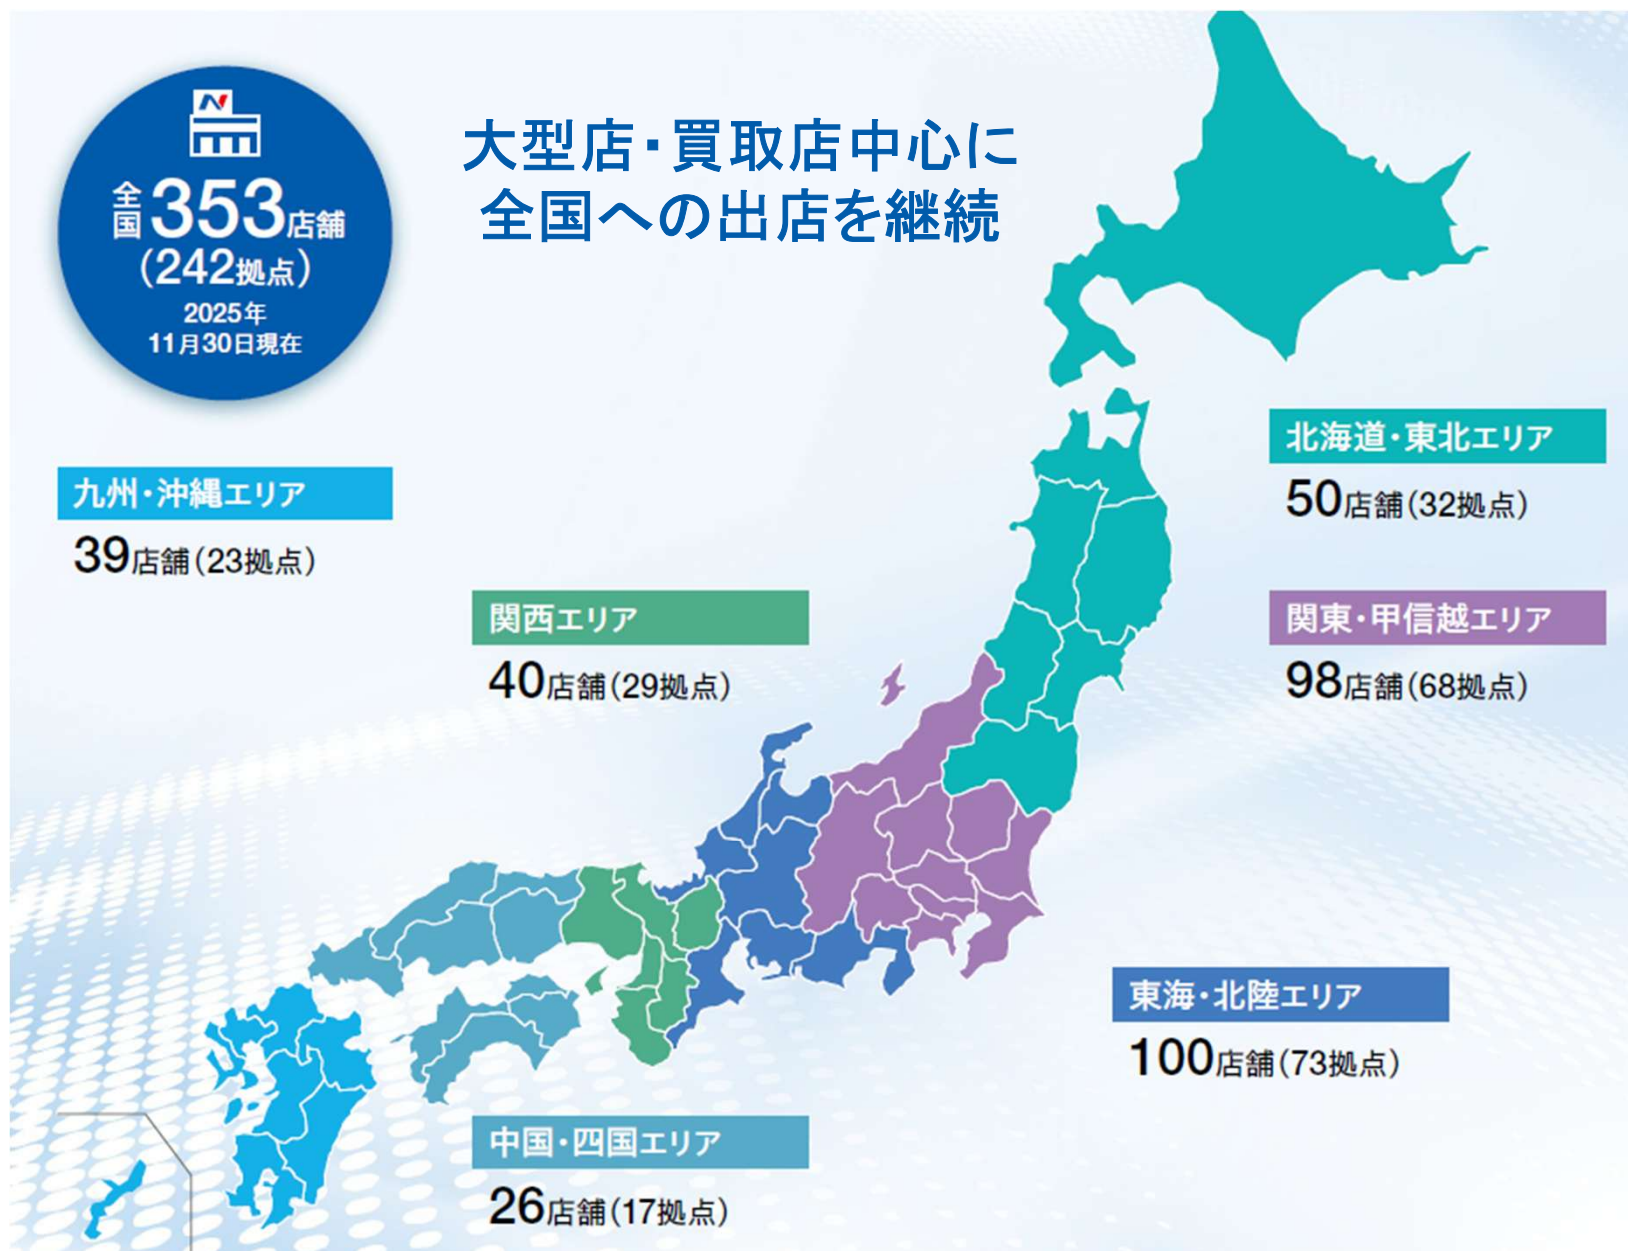 全国353店舗
(242拠点)
2025年
11月30日現在
大型店・買取店中心に
全国への出店を継続
北海道・東北エリア
50店舗(32拠点)
九州・沖縄エリア
39店舗(23拠点)
関西エリア
40店舗(29拠点)
関東・甲信越エリア
98店舗(68拠点)
東海・北陸エリア
100店舗(73拠点)
中国・四国エリア
26店舗(17拠点)